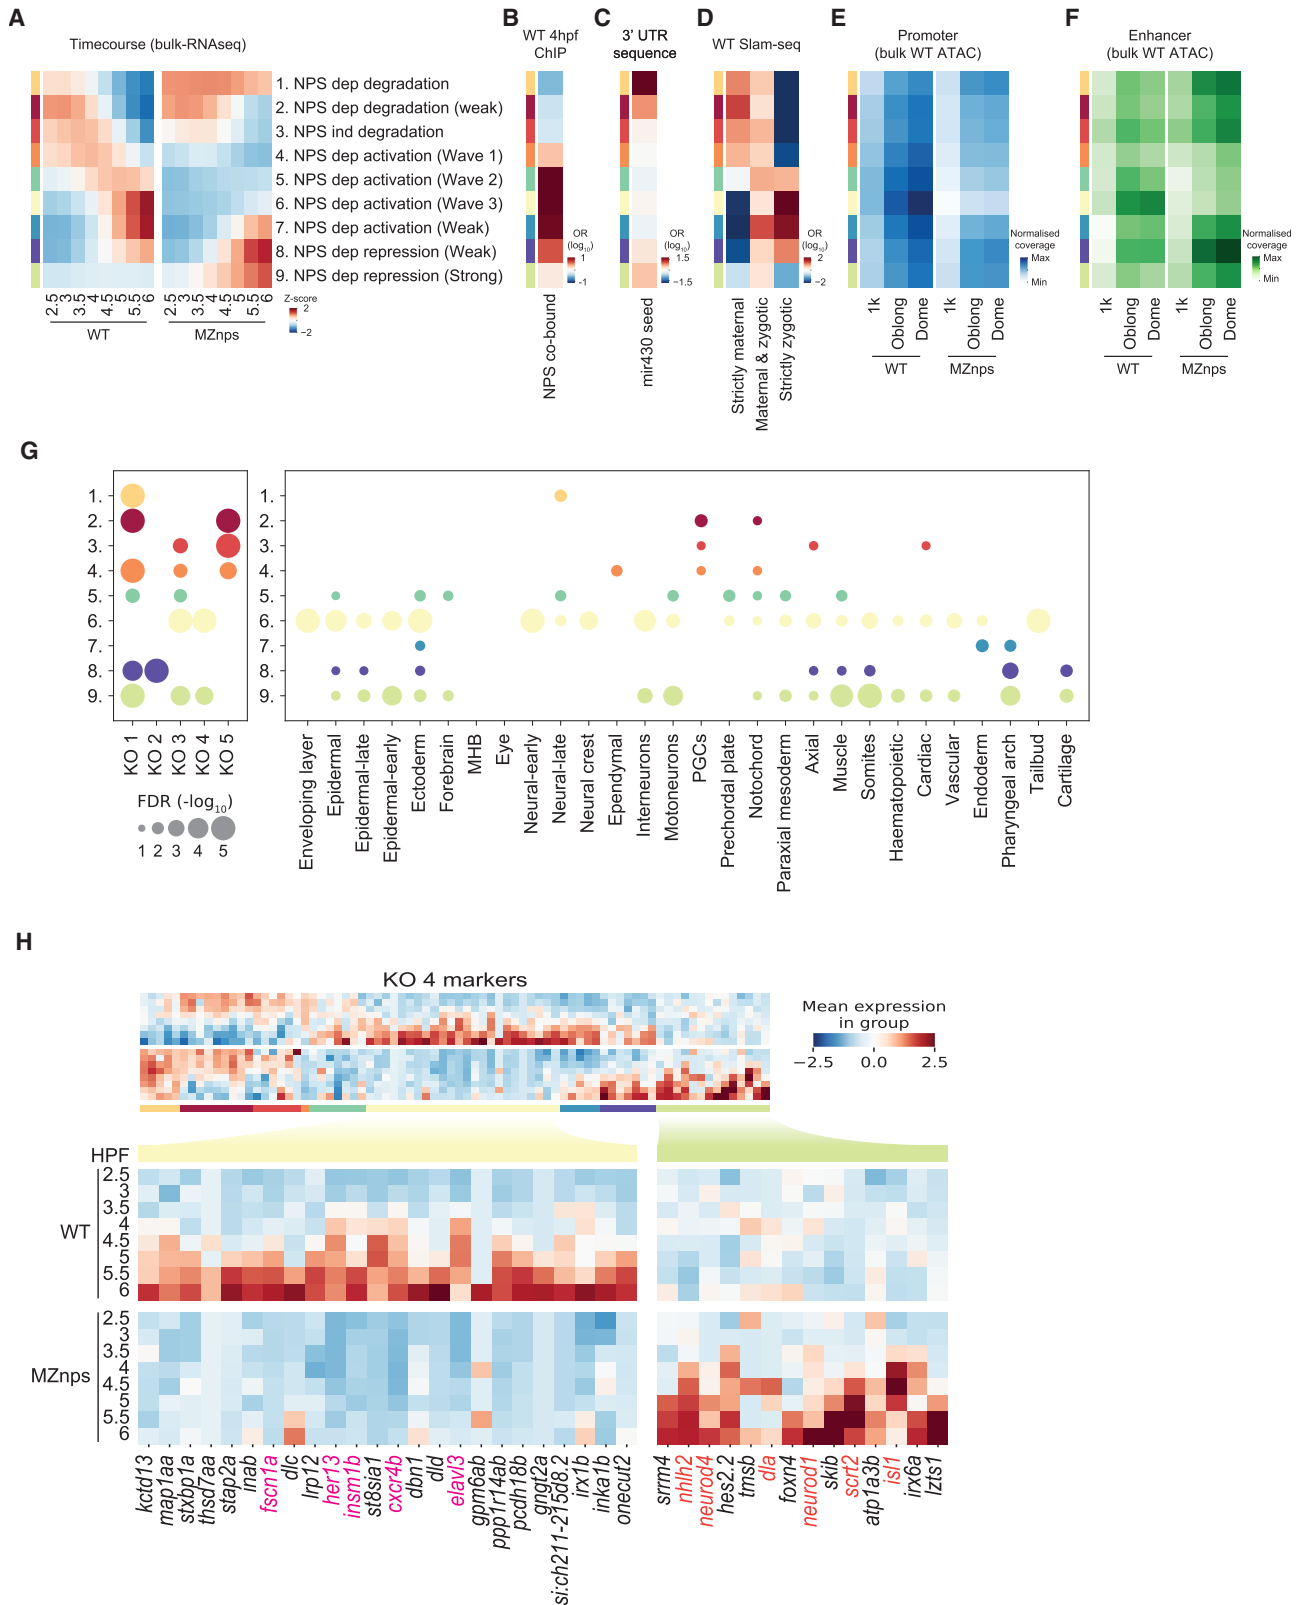 A
Timecourse (bulk-RNAseq)
1. NPS dep degradation
2. NPS dep degradation (weak)
3. NPS ind degradation
4. NPS dep activation (Wave 1)
5. NPS dep activation (Wave 2)
6. NPS dep activation (Wave 3)
7. NPS dep activation (Weak)
8. NPS dep repression (Weak)
9. NPS dep repression (Strong)
2.5 3 3.5 4 4.5 5 5.5 6
WT
2.5 3 3.5 4 4.5 5 5.5 6
MZnps
Z-score
2
−2
B
WT 4hpf
ChIP
OR
(log10)
1
-1
NPS co-bound
C
3' UTR
sequence
OR
(log10)
1.5
−1.5
mir430 seed
D
WT Slam-seq
OR
(log10)
2
−2
Strictly maternal
Maternal & zygotic
Strictly zygotic
E
Promoter
(bulk WT ATAC)
Normalised
coverage
Max
Min
1k Oblong Dome
WT
1k Oblong Dome
MZnps
F
Enhancer
(bulk WT ATAC)
Normalised
coverage
Max
Min
1k Oblong Dome
WT
1k Oblong Dome
MZnps
G
1.
2.
3.
4.
5.
6.
7.
8.
9.
KO 1
KO 2
KO 3
KO 4
KO 5
FDR (-log10)
1 2 3 4 5
1.
2.
3.
4.
5.
6.
7.
8.
9.
Enveloping layer
Epidermal
Epidermal-late
Epidermal-early
Ectoderm
Forebrain
MHB
Eye
Neural-early
Neural-late
Neural crest
Ependymal
Interneurons
Motoneurons
PGCs
Prechordal plate
Notochord
Paraxial mesoderm
Axial
Muscle
Somites
Haematopoietic
Cardiac
Vascular
Endoderm
Pharyngeal arch
Tailbud
Cartilage
H
KO 4 markers
Mean expression
in group
−2.5 0.0 2.5
HPF
WT
2.5
3
3.5
4
4.5
5
5.5
6
MZnps
2.5
3
3.5
4
4.5
5
5.5
6
kctd13
map1aa
stxbp1a
thsd7aa
stap2a
inab
fscn1a
dlc
lrp12
her13
insm1b
st8sia1
cxcr4b
dbn1
dld
elavl3
gpm6ab
ppp1r14ab
pcdh18b
gngt2a
si:ch211-215d8.2
irx1b
inka1b
onecut2
srrm4
nhlh2
neurod4
hes2.2
tmsb
dla
foxn4
neurod1
skib
scrt2
atp1a3b
isl1
irx6a
lzts1